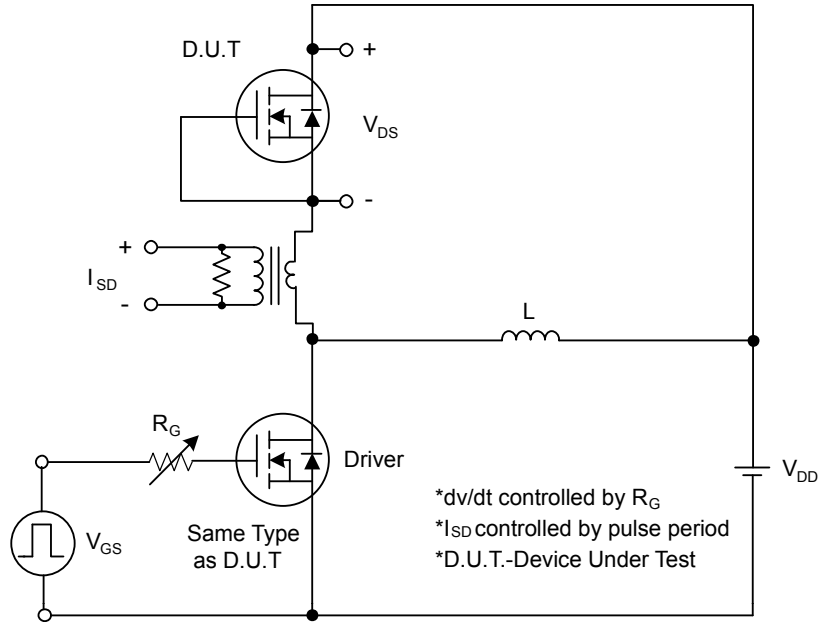 D.U.T
+
V_DS
-
+
I_SD
-
L
R_G
Driver
V_DD
V_GS
Same Type
as D.U.T
*dv/dt controlled by R_G
*I_SD controlled by pulse period
*D.U.T.-Device Under Test